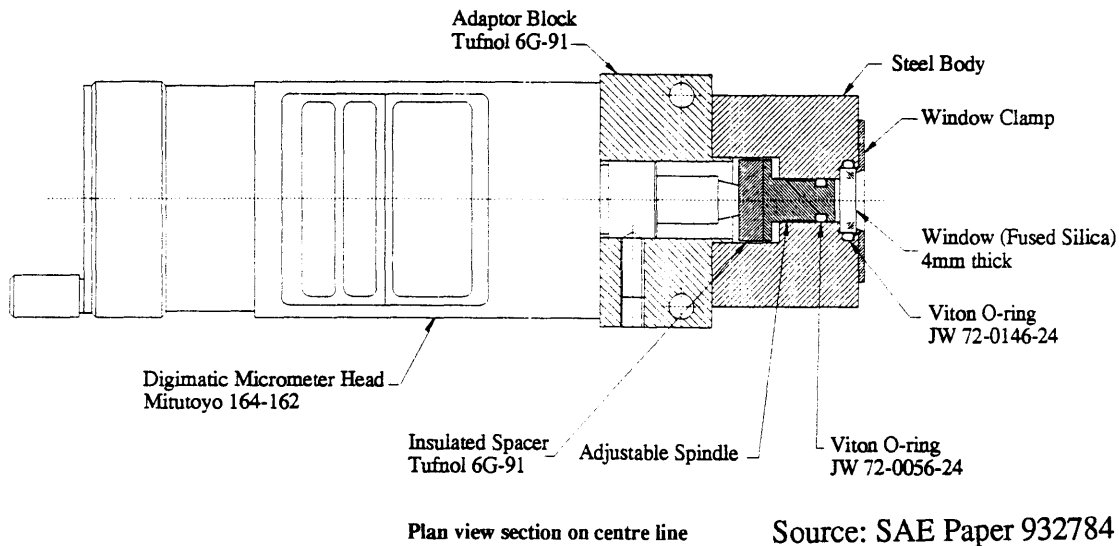 Adaptor Block
Tufnol 6G-91
Steel Body
Window Clamp
Window (Fused Silica)
4mm thick
Viton O-ring
JW 72-0146-24
Digimatic Micrometer Head
Mitutoyo 164-162
Insulated Spacer
Tufnol 6G-91
Adjustable Spindle
Viton O-ring
JW 72-0056-24
Plan view section on centre line
Source: SAE Paper 932784